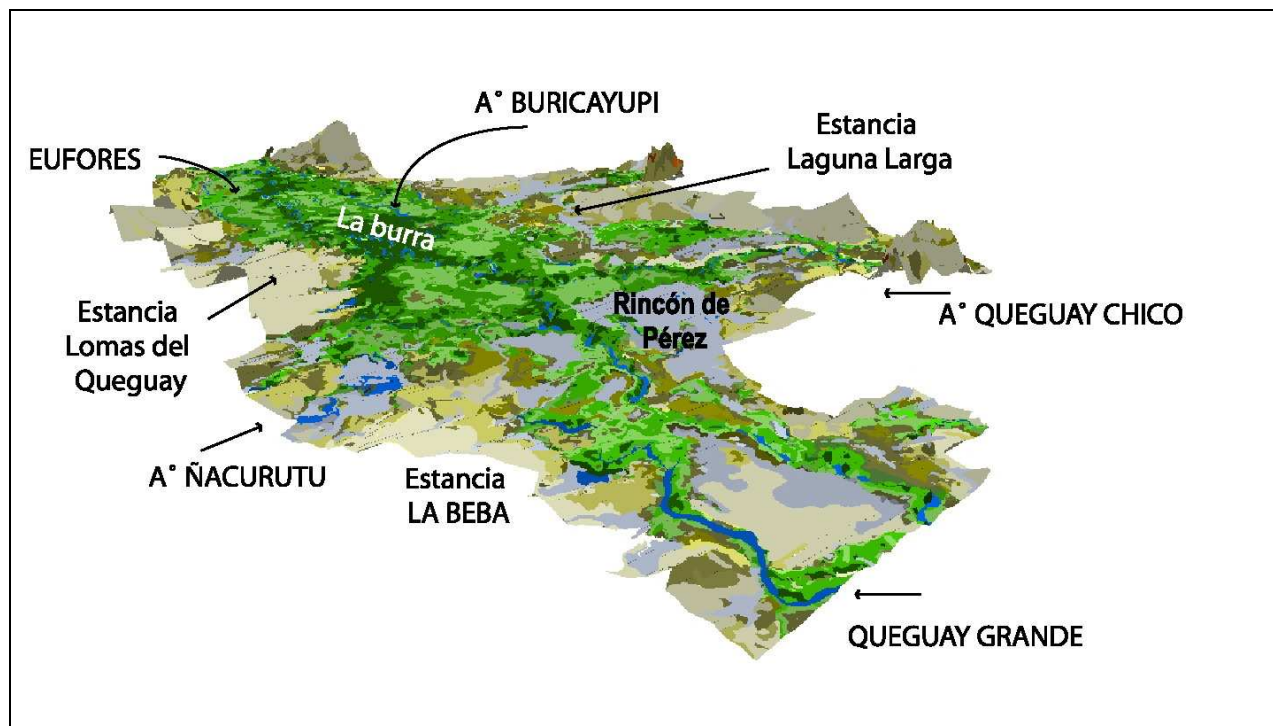 A° BURICAYUPI
EUFORES
Estancia
Laguna Larga
La burra
Estancia
Lomas del
Queguay
Rincón de
Pérez
A° QUEGUAY CHICO
A° ÑACURUTU
Estancia
LA BEBA
QUEGUAY GRANDE